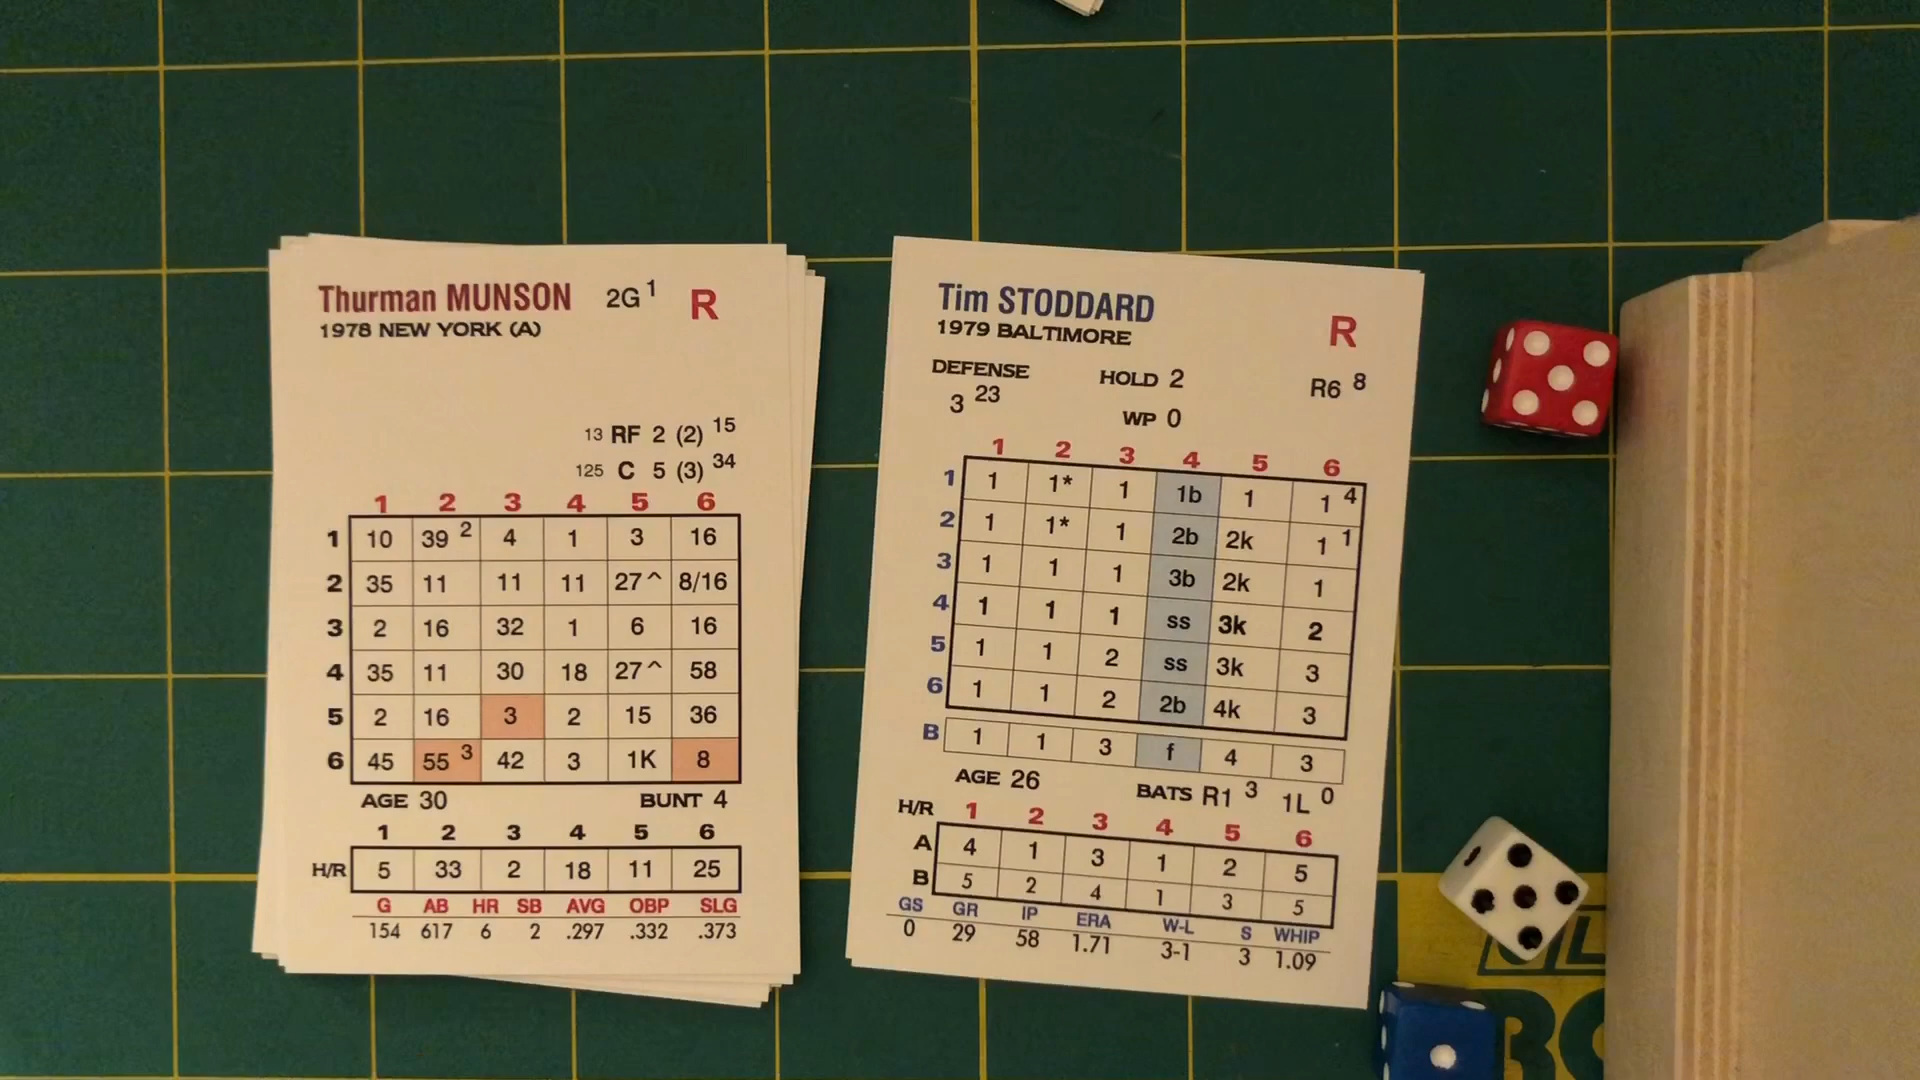 Thurman MUNSON 2G 1 R
1978 NEW YORK (A)
13 RF 2 (2) 15
125 C 5 (3) 34
1 2 3 4 5 6
1 10 39 2 4 1 3 16
2 35 11 11 11 27^ 8/16
3 2 16 32 1 6 16
4 35 11 30 18 27^ 58
5 2 16 3 2 15 36
6 45 55 3 42 3 1K 8
AGE 30 BUNT 4
1 2 3 4 5 6
H/R 5 33 2 18 11 25
G AB HR SB AVG OBP SLG
154 617 6 2 .297 .332 .373
Tim STODDARD R
1979 BALTIMORE
DEFENSE HOLD 2 R6 8
3 23 WP 0
1 2 3 4 5 6
1 1 1* 1 1b 1 1 4
2 1 1* 1 2b 2k 1 1
3 1 1 1 3b 2k 1
4 1 1 1 ss 3k 2
5 1 1 2 ss 3k 3
6 1 1 2 2b 4k 3
B 1 1 3 f 4 3
AGE 26 BATS R1 3 1L 0
H/R 1 2 3 4 5 6
A 4 1 3 1 2 5
B 5 2 4 1 3 5
GS GR IP ERA W-L S WHIP
0 29 58 1.71 3-1 3 1.09